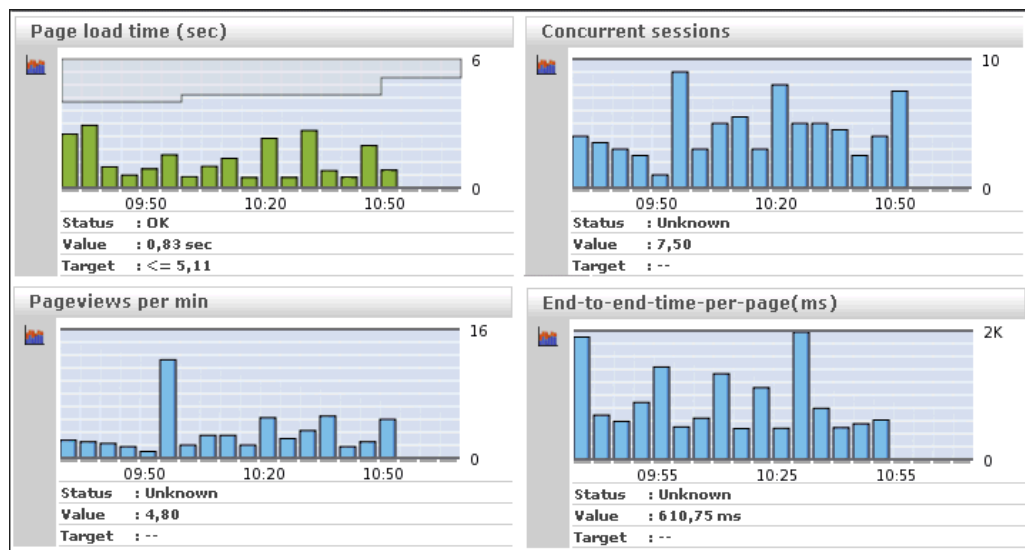 Page load time (sec)
6
0
09:50 10:20 10:50
Status : OK
Value : 0,83 sec
Target : <= 5,11
Concurrent sessions
10
0
09:50 10:20 10:50
Status : Unknown
Value : 7,50
Target : --
Pageviews per min
16
0
09:50 10:20 10:50
Status : Unknown
Value : 4,80
Target : --
End-to-end-time-per-page(ms)
2K
0
09:55 10:25 10:55
Status : Unknown
Value : 610,75 ms
Target : --